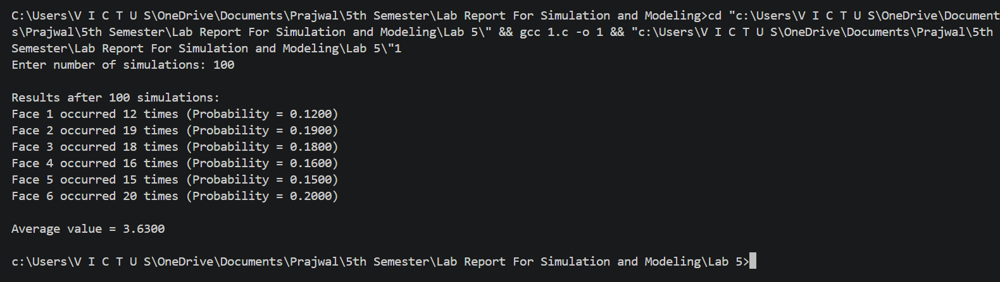 C:\Users\V I C T U S\OneDrive\Documents\Prajwal\5th Semester\Lab Report For Simulation and Modeling>cd "c:\Users\V I C T U S\OneDrive\Document
s\Prajwal\5th Semester\Lab Report For Simulation and Modeling\Lab 5\" && gcc 1.c -o 1 && "c:\Users\V I C T U S\OneDrive\Documents\Prajwal\5th
Semester\Lab Report For Simulation and Modeling\Lab 5\"1
Enter number of simulations: 100
Results after 100 simulations:
Face 1 occurred 12 times (Probability = 0.1200)
Face 2 occurred 19 times (Probability = 0.1900)
Face 3 occurred 18 times (Probability = 0.1800)
Face 4 occurred 16 times (Probability = 0.1600)
Face 5 occurred 15 times (Probability = 0.1500)
Face 6 occurred 20 times (Probability = 0.2000)
Average value = 3.6300
c:\Users\V I C T U S\OneDrive\Documents\Prajwal\5th Semester\Lab Report For Simulation and Modeling\Lab 5>